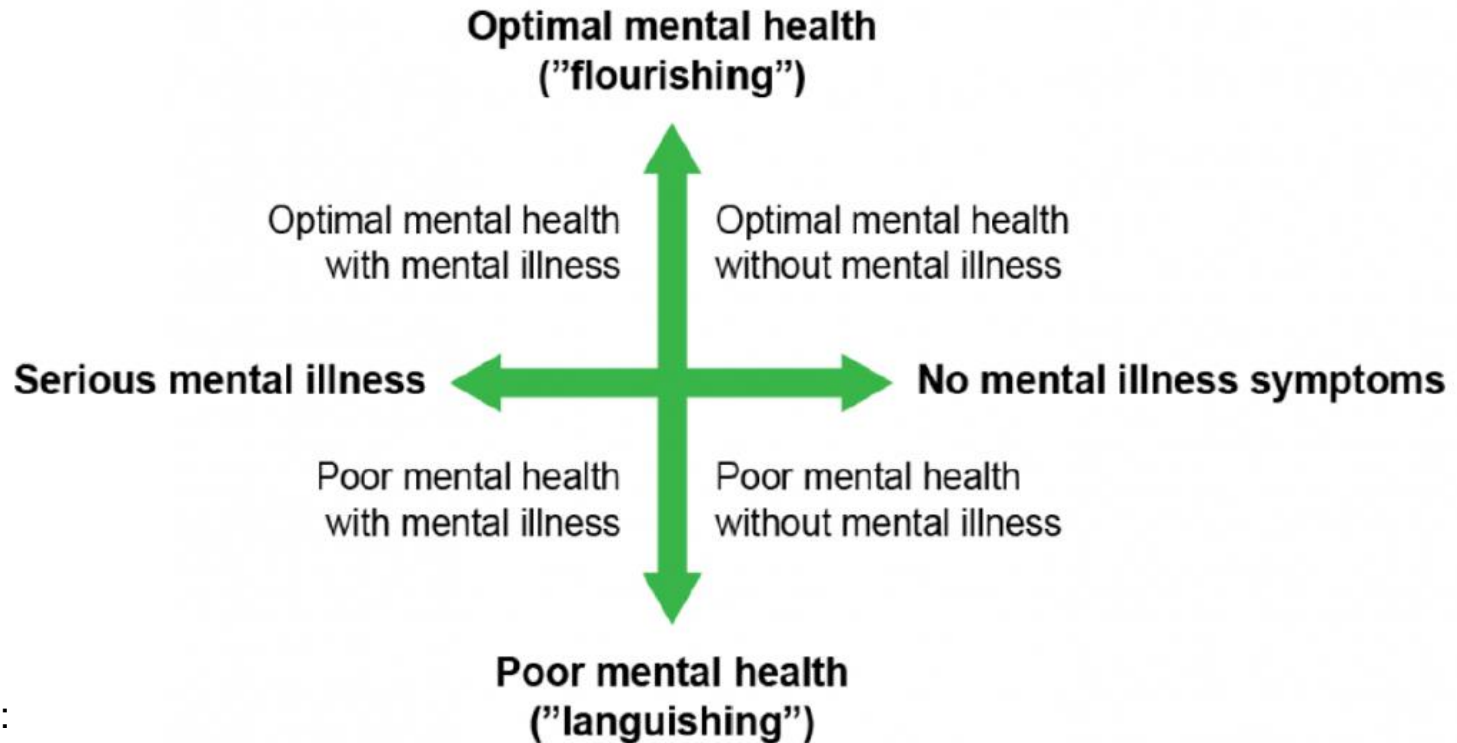 Optimal mental health
(”flourishing”)
Optimal mental health
with mental illness
Optimal mental health
without mental illness
Serious mental illness
No mental illness symptoms
Poor mental health
with mental illness
Poor mental health
without mental illness
Poor mental health
(”languishing”)
: